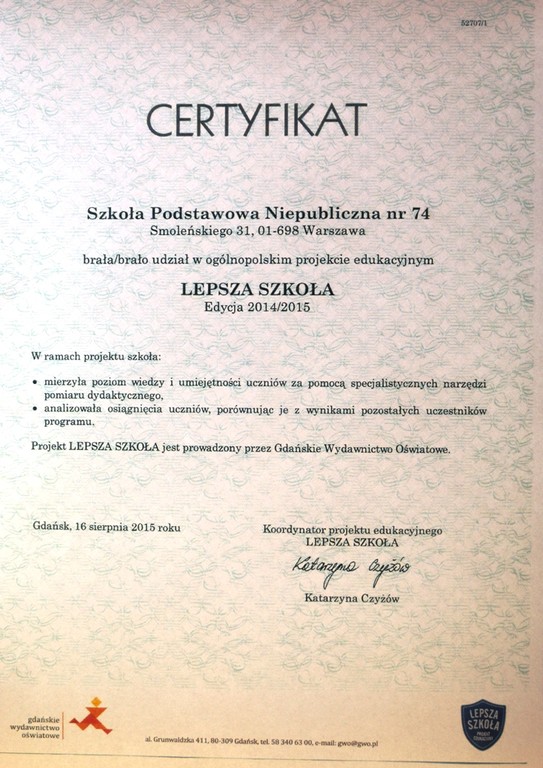 52707/1
CERTYFIKAT
Szkoła Podstawowa Niepubliczna nr 74
Smoleńskiego 31, 01-698 Warszawa
brała/brało udział w ogólnopolskim projekcie edukacyjnym
LEPSZA SZKOŁA
Edycja 2014/2015
W ramach projektu szkoła:
• mierzyła poziom wiedzy i umiejętności uczniów za pomocą specjalistycznych narzędzi
pomiaru dydaktycznego,
• analizowała osiągnięcia uczniów, porównując je z wynikami pozostałych uczestników
programu.
Projekt LEPSZA SZKOŁA jest prowadzony przez Gdańskie Wydawnictwo Oświatowe.
Gdańsk, 16 sierpnia 2015 roku
Koordynator projektu edukacyjnego
LEPSZA SZKOŁA
Katarzyna Czyżów
Katarzyna Czyżów
gdańskie
wydawnictwo
oświatowe
al. Grunwaldzka 411, 80-309 Gdańsk, tel. 58 340 63 00, e-mail: gwo@gwo.pl
LEPSZA
SZKOŁA
PROJEKT
EDUKACYJNY